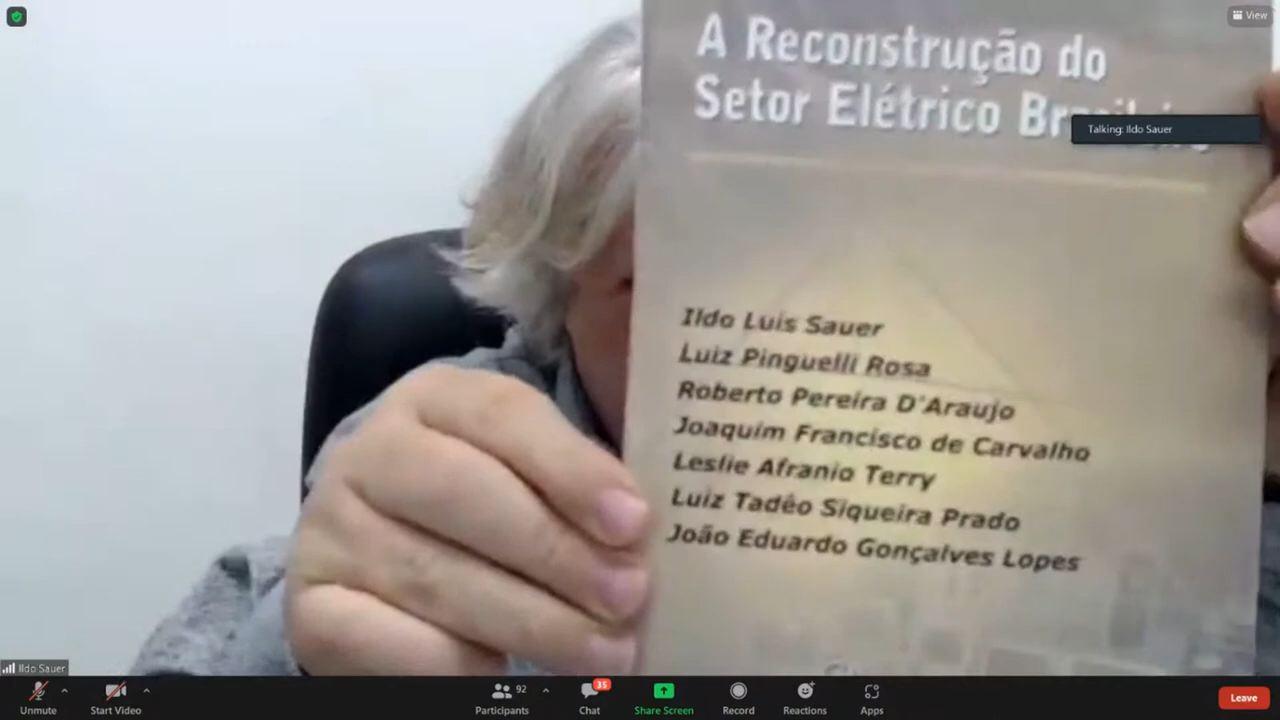 View
A Reconstrução do
Setor Elétrico
Talking: Ildo Sauer
Ildo Luis Sauer
Luiz Pinguelli Rosa
Roberto Pereira D'Araujo
Joaquim Francisco de Carvalho
Leslie Afranio Terry
Luiz Tadêo Siqueira Prado
João Eduardo Gonçalves Lopes
Ildo Sauer
Unmute
Start Video
92
Participants
35
Chat
Share Screen
Record
Reactions
Apps
Leave